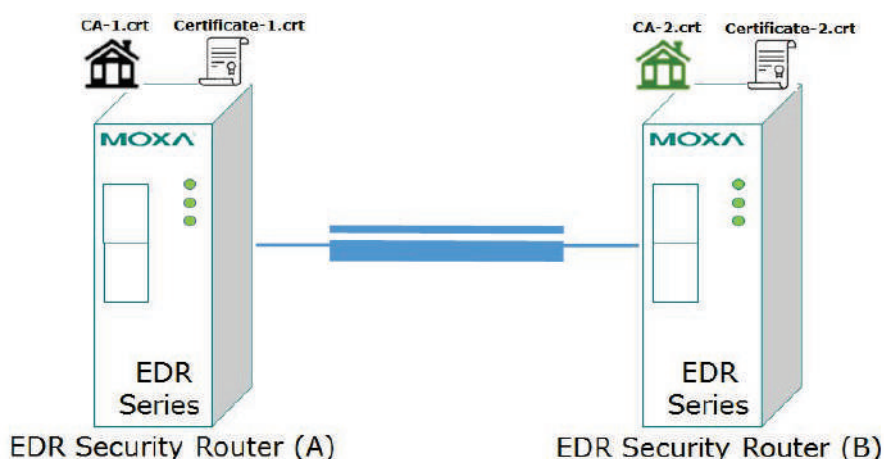 CA-1.crt Certificate-1.crt
CA-2.crt Certificate-2.crt
MOXA
MOXA
EDR
Series
EDR
Series
EDR Security Router (A)
EDR Security Router (B)